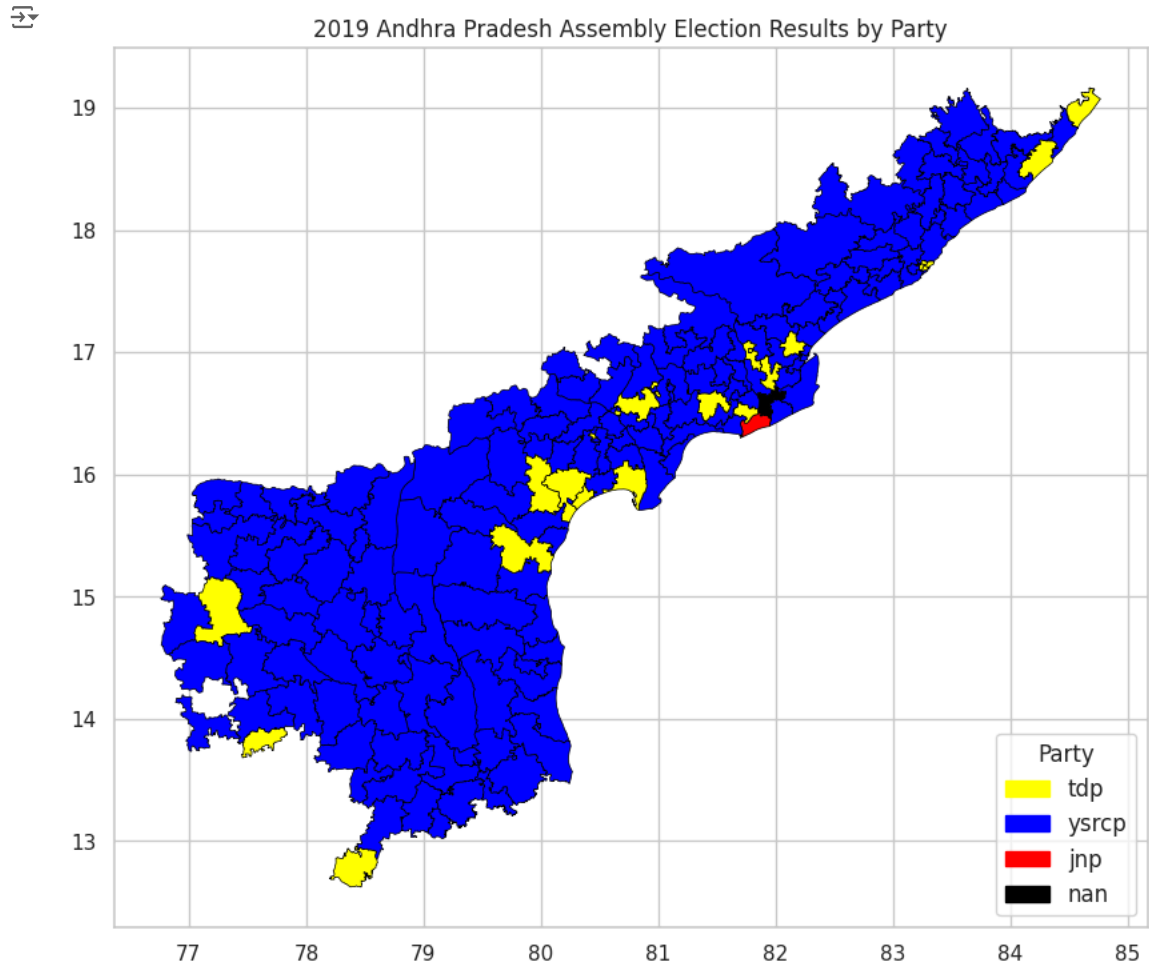 2019 Andhra Pradesh Assembly Election Results by Party
19
18
17
16
15
14
13
77 78 79 80 81 82 83 84 85
Party
tdp
ysrcp
jnp
nan